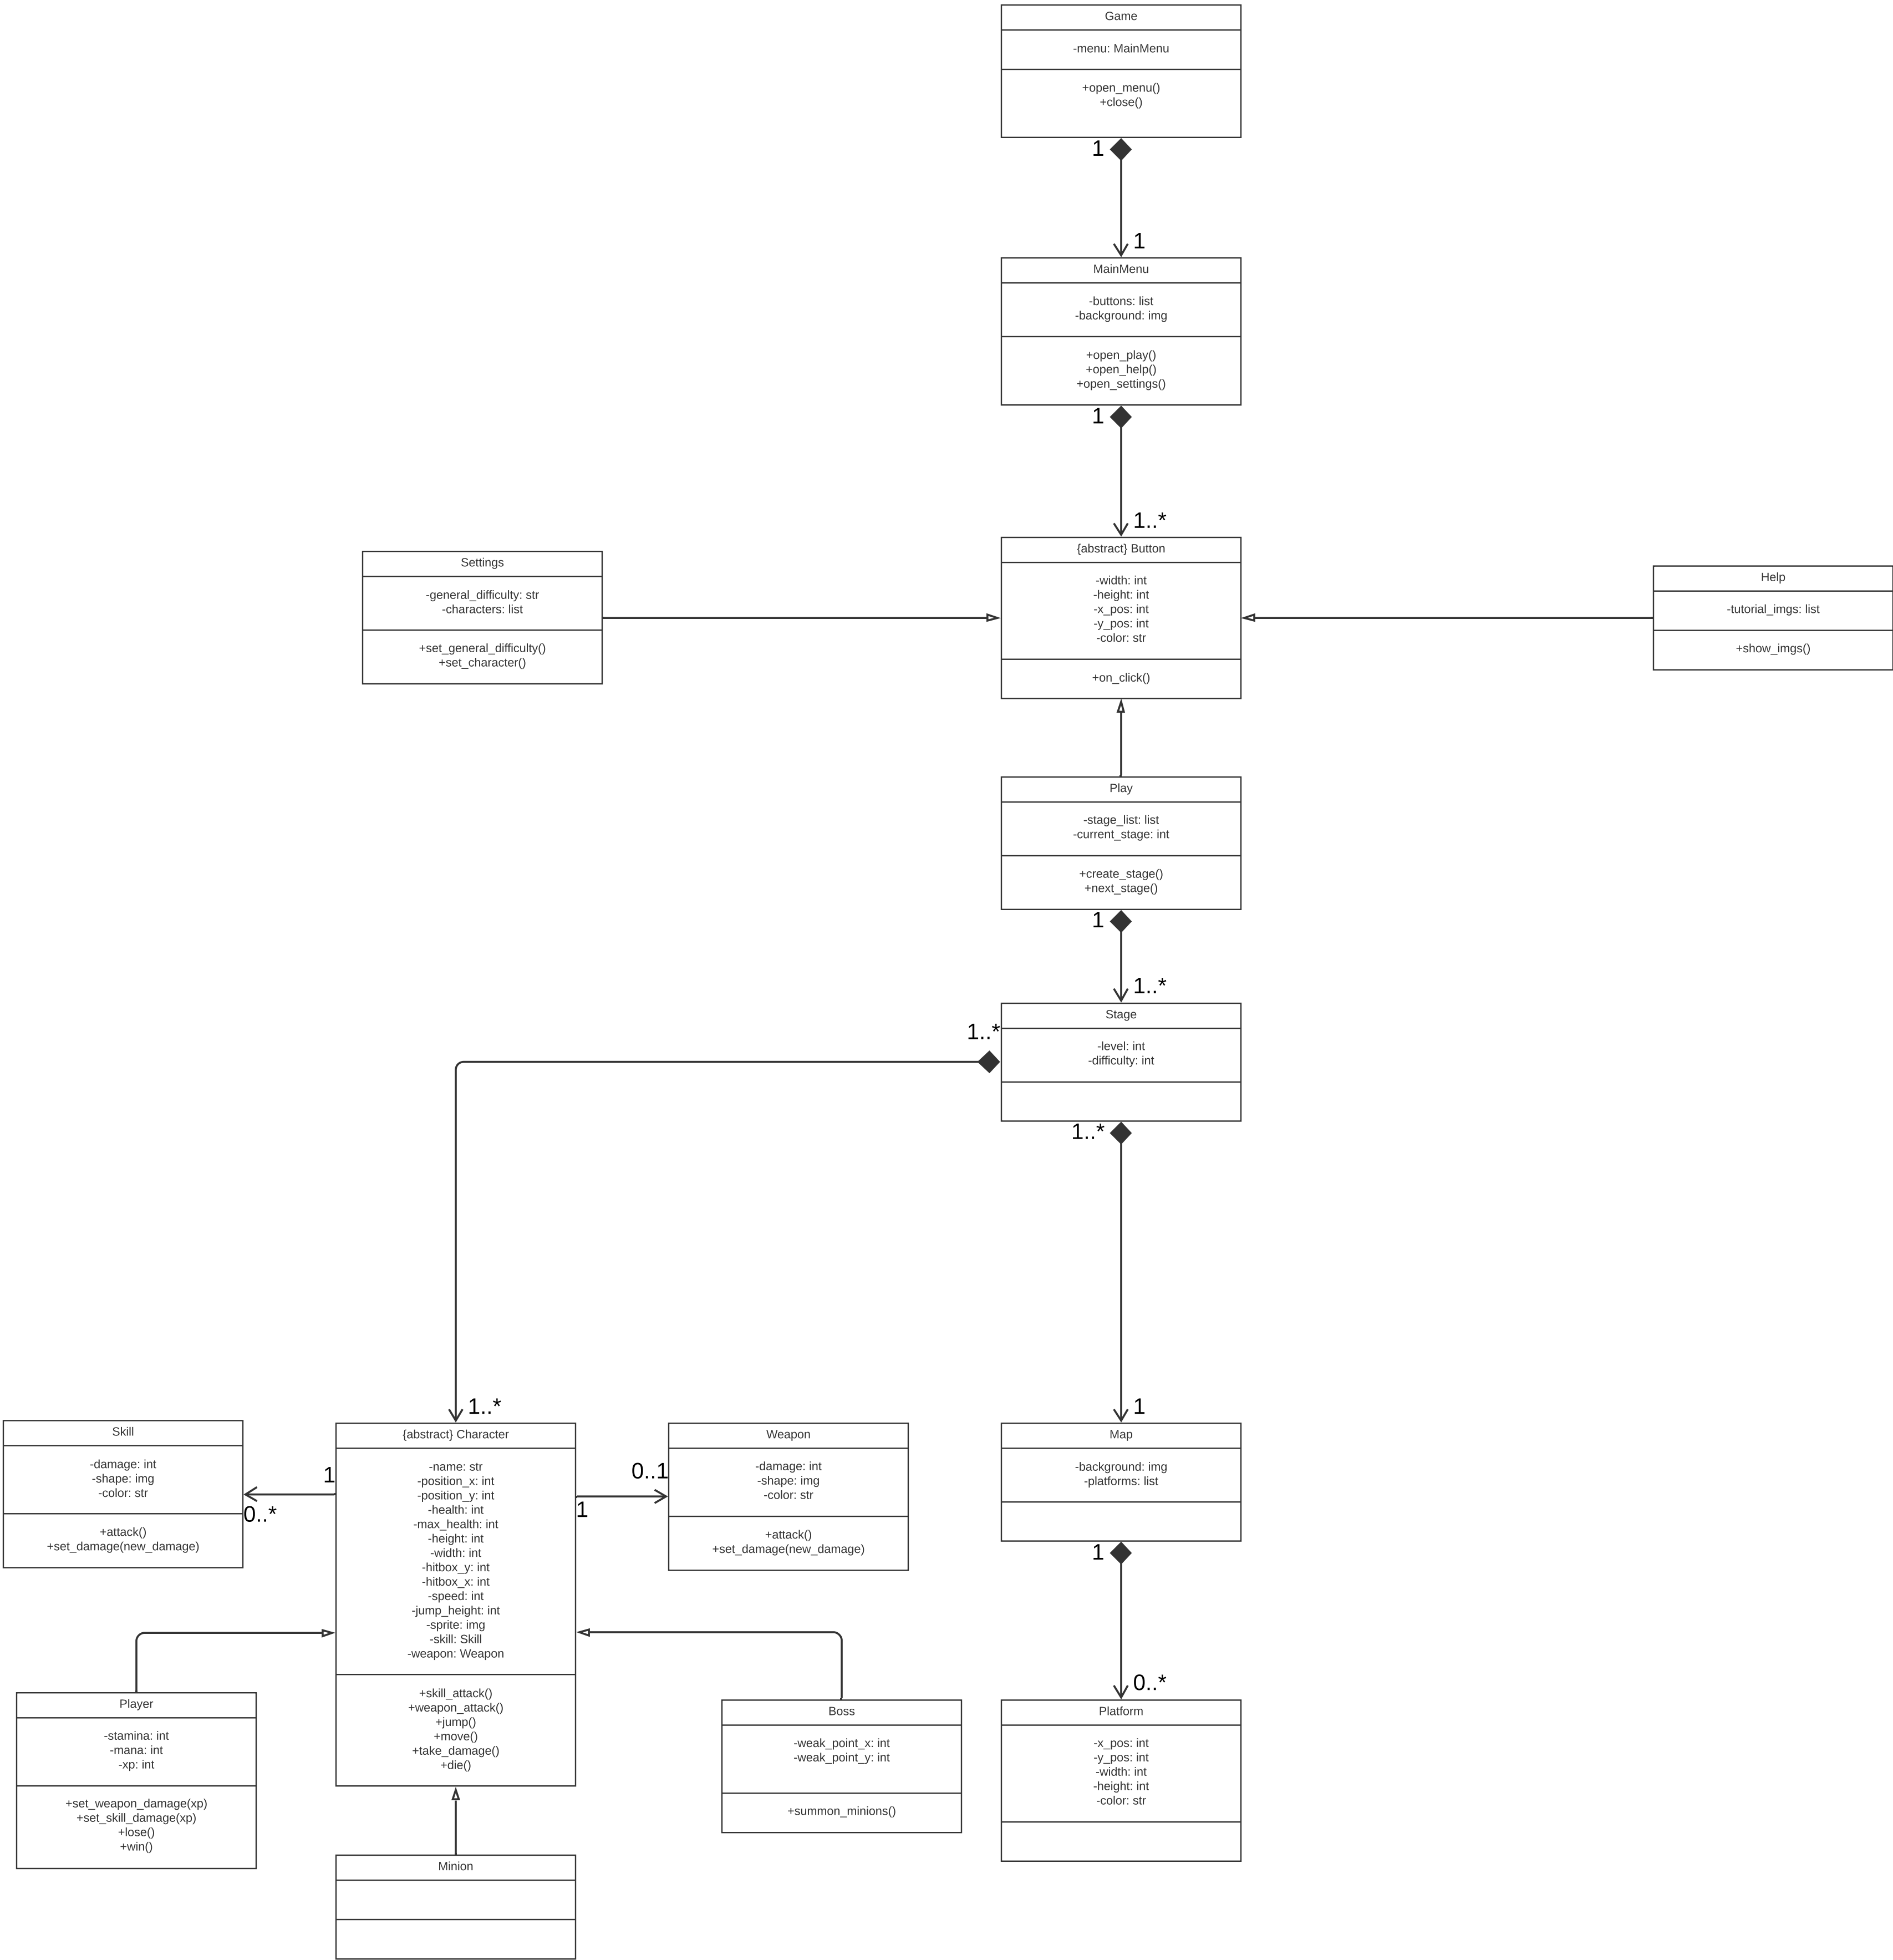 Game
-menu: MainMenu
+open_menu()
+close()
1
1
MainMenu
-buttons: list
-background: img
+open_play()
+open_help()
+open_settings()
1
1..*
{abstract} Button
-width: int
-height: int
-x_pos: int
-y_pos: int
-color: str
+on_click()
Settings
-general_difficulty: str
-characters: list
+set_general_difficulty()
+set_character()
Help
-tutorial_imgs: list
+show_imgs()
Play
-stage_list: list
-current_stage: int
+create_stage()
+next_stage()
1
1..*
Stage
-level: int
-difficulty: int
1..*
1..*
1..*
1
Skill
-damage: int
-shape: img
-color: str
+attack()
+set_damage(new_damage)
1
0..*
{abstract} Character
-name: str
-position_x: int
-position_y: int
-health: int
-max_health: int
-height: int
-width: int
-hitbox_y: int
-hitbox_x: int
-speed: int
-jump_height: int
-sprite: img
-skill: Skill
-weapon: Weapon
+skill_attack()
+weapon_attack()
+jump()
+move()
+take_damage()
+die()
0..1
1
Weapon
-damage: int
-shape: img
-color: str
+attack()
+set_damage(new_damage)
Map
-background: img
-platforms: list
1
0..*
Player
-stamina: int
-mana: int
-xp: int
+set_weapon_damage(xp)
+set_skill_damage(xp)
+lose()
+win()
Boss
-weak_point_x: int
-weak_point_y: int
+summon_minions()
Platform
-x_pos: int
-y_pos: int
-width: int
-height: int
-color: str
Minion